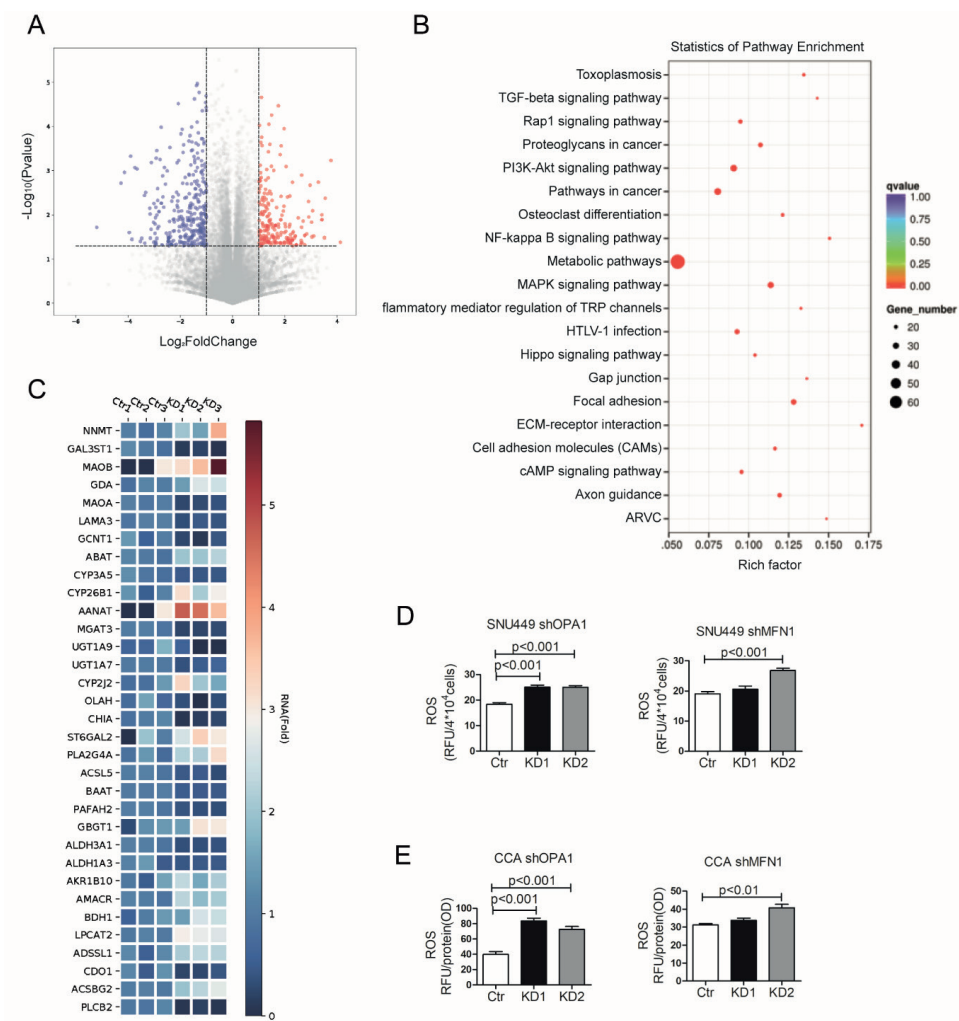 A
-Log₁₀(Pvalue)
5
4
3
2
1
0
−6
−4
−2
0
2
4
Log₂FoldChange
B
Statistics of Pathway Enrichment
Toxoplasmosis
TGF-beta signaling pathway
Rap1 signaling pathway
Proteoglycans in cancer
PI3K-Akt signaling pathway
Pathways in cancer
Osteoclast differentiation
NF-kappa B signaling pathway
Metabolic pathways
MAPK signaling pathway
flammatory mediator regulation of TRP channels
HTLV-1 infection
Hippo signaling pathway
Gap junction
Focal adhesion
ECM-receptor interaction
Cell adhesion molecules (CAMs)
cAMP signaling pathway
Axon guidance
ARVC
.050 0.075 0.100 0.125 0.150 0.175
Rich factor
qvalue
1.00
0.75
0.50
0.25
0.00
Gene_number
20
30
40
50
60
C
Ctr1 Ctr2 Ctr3 KD1 KD2 KD3
NNMT
GAL3ST1
MAOB
GDA
MAOA
LAMA3
GCNT1
ABAT
CYP3A5
CYP26B1
AANAT
MGAT3
UGT1A9
UGT1A7
CYP2J2
OLAH
CHIA
ST6GAL2
PLA2G4A
ACSL5
BAAT
PAFAH2
GBGT1
ALDH3A1
ALDH1A3
AKR1B10
AMACR
BDH1
LPCAT2
ADSSL1
CDO1
ACSBG2
PLCB2
5
4
3
2
1
0
RNA(Fold)
D
SNU449 shOPA1
p<0.001
p<0.001
ROS
(RFU/4*10⁴cells)
30
20
10
0
Ctr KD1 KD2
SNU449 shMFN1
p<0.001
ROS
(RFU/4*10⁴cells)
30
20
10
0
Ctr KD1 KD2
E
CCA shOPA1
p<0.001
p<0.001
ROS
RFU/protein(OD)
100
80
60
40
20
0
Ctr KD1 KD2
CCA shMFN1
p<0.01
ROS
RFU/protein(OD)
50
40
30
20
10
0
Ctr KD1 KD2